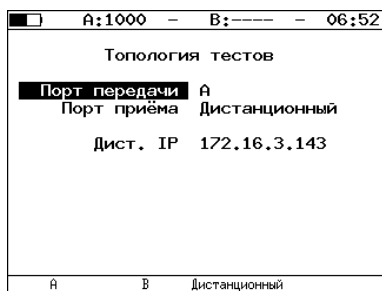 A:1000 – B:---- – 06:52
Топология тестов
Порт передачи A
Порт приёма Дистанционный
Дист. IP 172.16.3.143
A B Дистанционный